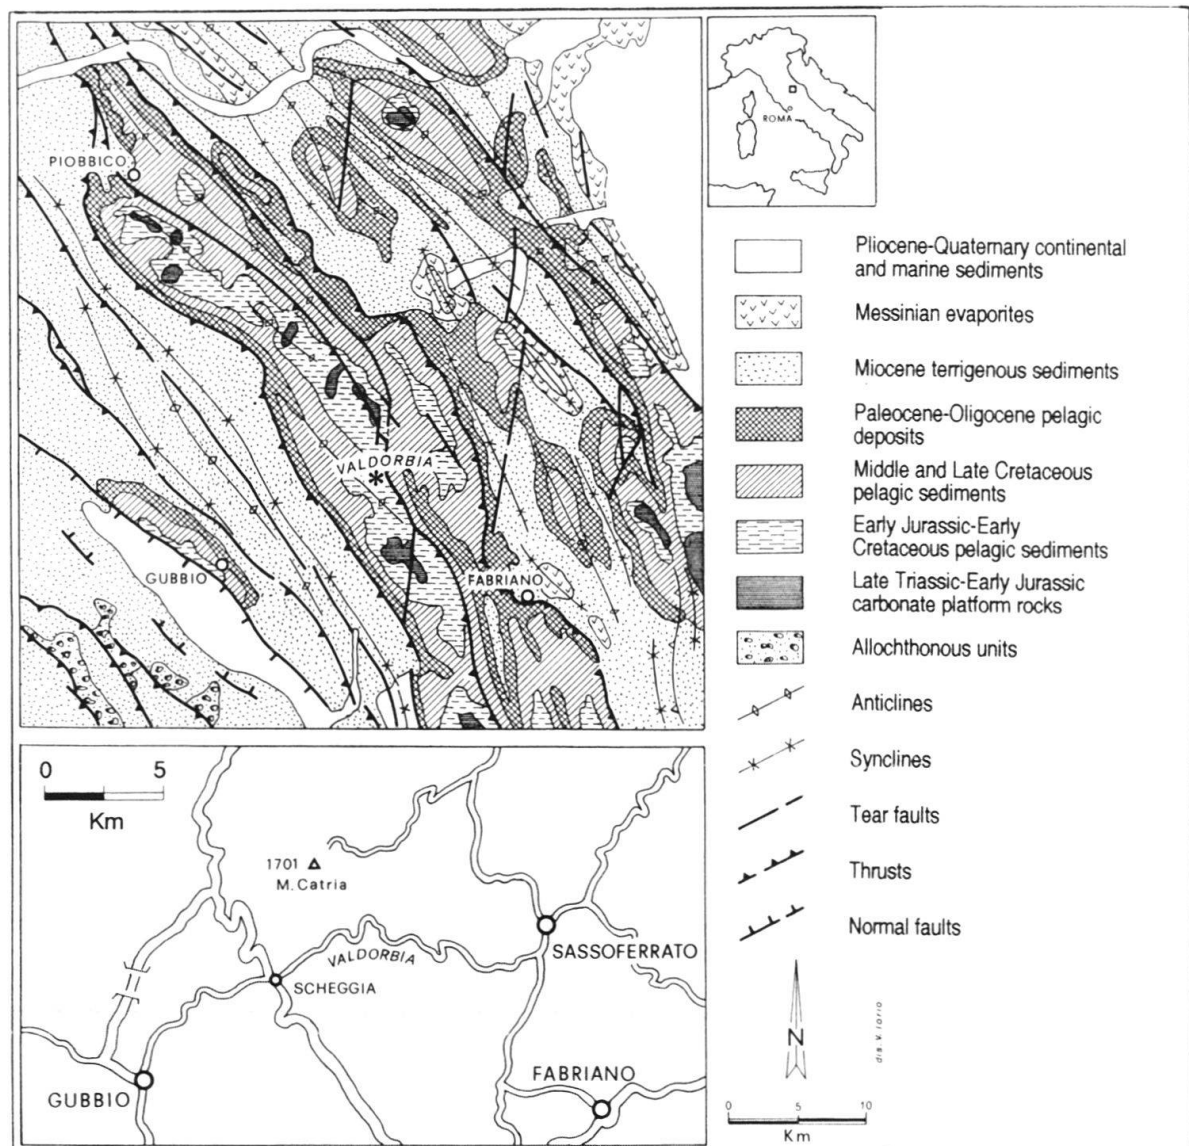 PIOBBICO
VALDORBIA
*
GUBBIO
FABRIANO
ROMA
Pliocene-Quaternary continental
and marine sediments
Messinian evaporites
Miocene terrigenous sediments
Paleocene-Oligocene pelagic
deposits
Middle and Late Cretaceous
pelagic sediments
Early Jurassic-Early
Cretaceous pelagic sediments
Late Triassic-Early Jurassic
carbonate platform rocks
Allochthonous units
Anticlines
Synclines
Tear faults
Thrusts
Normal faults
N
dis. V. Iorio
0 5 10
Km
0 5
Km
1701
M. Catria
VALDORBIA
SASSOFERRATO
SCHEGGIA
GUBBIO
FABRIANO